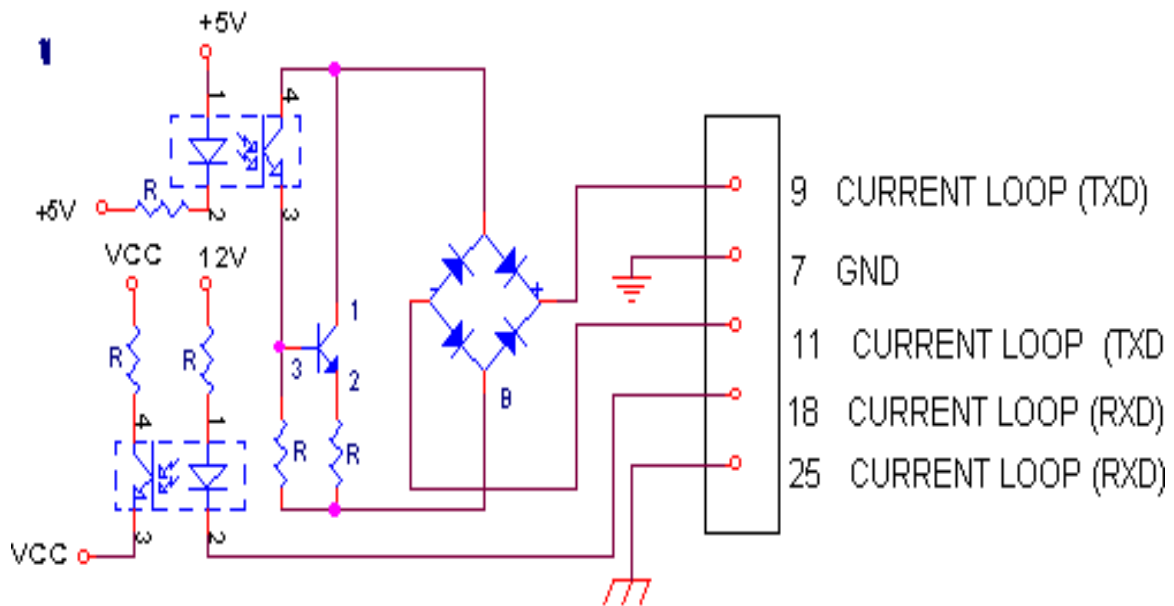 1
+5V
1
4
R
+5V
2
3
VCC
12V
9 CURRENT LOOP (TXD)
7 GND
- +
1
3
2
R
R
11 CURRENT LOOP (TXD
B
4
1
R
R
18 CURRENT LOOP (RXD)
25 CURRENT LOOP (RXD)
3
2
VCC